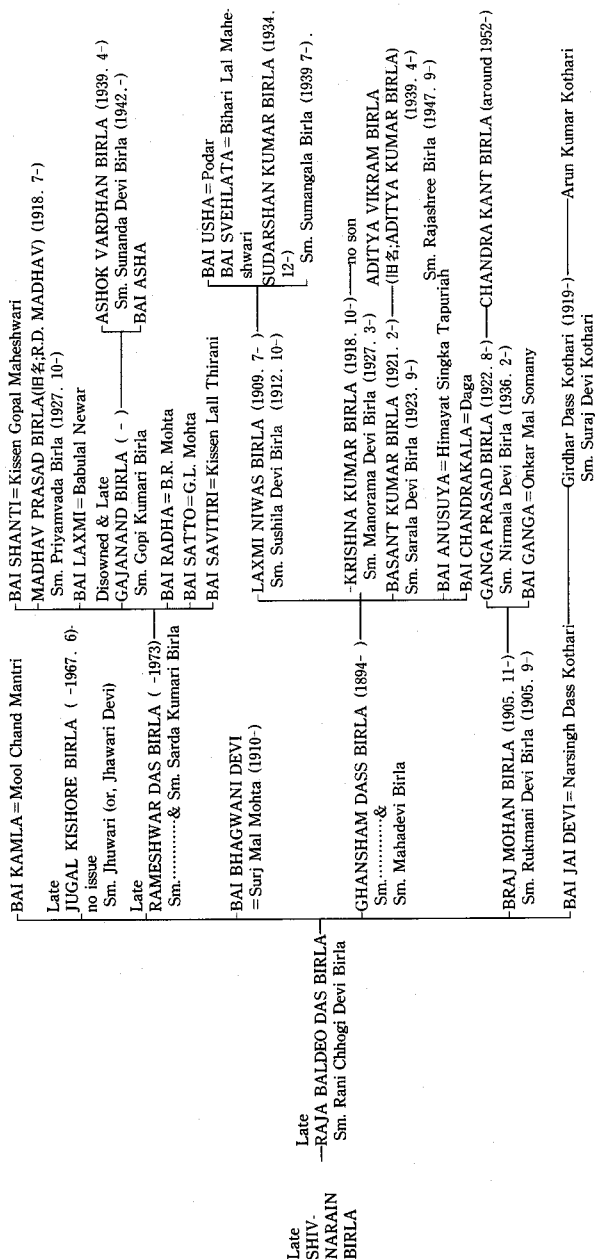 Late
SHIV-
NARAIN
BIRLA
Late
RAJA BALDEO DAS BIRLA
Sm. Rani Chhogi Devi Birla
BAI KAMLA=Mool Chand Mantri
Late
JUGAL KISHORE BIRLA ( -1967. 6)-
no issue
Sm. Jhuwari (or, Jhawari Devi)
Late
RAMESHWAR DAS BIRLA ( -1973)
Sm.............& Sm. Sarda Kumari Birla
BAI BHAGWANI DEVI
=Surj Mal Mohta (1910-)
GHANSHAM DASS BIRLA (1894- )
Sm.............&
Sm. Mahadevi Birla
BRAJ MOHAN BIRLA (1905. 11-)
Sm. Rukmani Devi Birla (1905. 9-)
BAI JAI DEVI=Narsingh Dass Kothari
BAI SHANTI=Kissen Gopal Maheshwari
MADHAV PRASAD BIRLA(旧名;R.D. MADHAV) (1918. 7-)
Sm. Priyamvada Birla (1927. 10-)
BAI LAXMI=Babulal Newar
Disowned & Late
GAJANAND BIRLA ( - )
Sm. Gopi Kumari Birla
BAI RADHA=B.R. Mohta
BAI SATTO=G.L. Mohta
BAI SAVITIRI=Kissen Lall Thirani
LAXMI NIWAS BIRLA (1909. 7- )
Sm. Sushila Devi Birla (1912. 10-)
KRISHNA KUMAR BIRLA (1918. 10-)
Sm. Manorama Devi Birla (1927. 3-)
BASANT KUMAR BIRLA (1921. 2-)
Sm. Sarala Devi Birla (1923. 9-)
BAI ANUSUYA=Himayat Singka Tapuriah
BAI CHANDRAKALA=Daga
GANGA PRASAD BIRLA (1922. 8-)
Sm. Nirmala Devi Birla (1936. 2-)
BAI GANGA=Onkar Mal Somany
Girdhar Dass Kothari (1919-)
Sm. Suraj Devi Kothari
ASHOK VARDHAN BIRLA (1939. 4-)
Sm. Sunanda Devi Birla (1942.-)
BAI ASHA
BAI USHA=Podar
BAI SVEHLATA=Bihari Lal Mahe-
shwari
SUDARSHAN KUMAR BIRLA (1934.
12-)
Sm. Sumangala Birla (1939 7-).
no son
ADITYA VIKRAM BIRLA
(旧名;ADITYA KUMAR BIRLA)
(1939. 4-)
Sm. Rajashree Birla (1947. 9-)
CHANDRA KANT BIRLA (around 1952-)
Arun Kumar Kothari